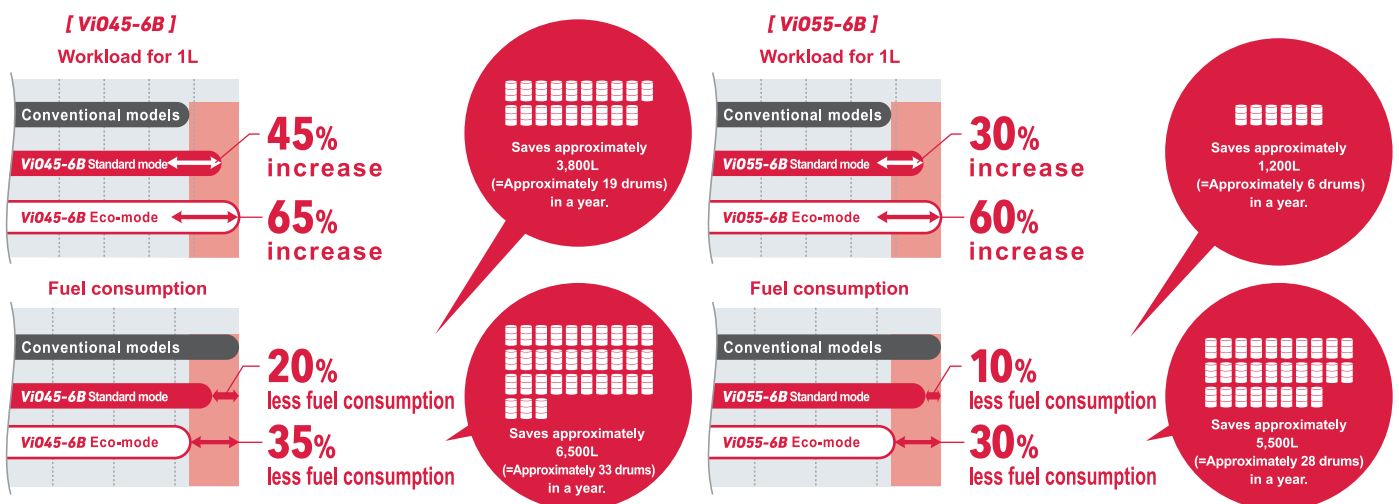 [ ViO45-6B ]
Workload for 1L
Conventional models
ViO45-6B Standard mode
ViO45-6B Eco-mode
45%
increase
65%
increase
Fuel consumption
Conventional models
ViO45-6B Standard mode
ViO45-6B Eco-mode
20%
less fuel consumption
35%
less fuel consumption
Saves approximately
3,800L
(=Approximately 19 drums)
in a year.
Saves approximately
6,500L
(=Approximately 33 drums)
in a year.
[ ViO55-6B ]
Workload for 1L
Conventional models
ViO55-6B Standard mode
ViO55-6B Eco-mode
30%
increase
60%
increase
Fuel consumption
Conventional models
ViO55-6B Standard mode
ViO55-6B Eco-mode
10%
less fuel consumption
30%
less fuel consumption
Saves approximately
1,200L
(=Approximately 6 drums)
in a year.
Saves approximately
5,500L
(=Approximately 28 drums)
in a year.